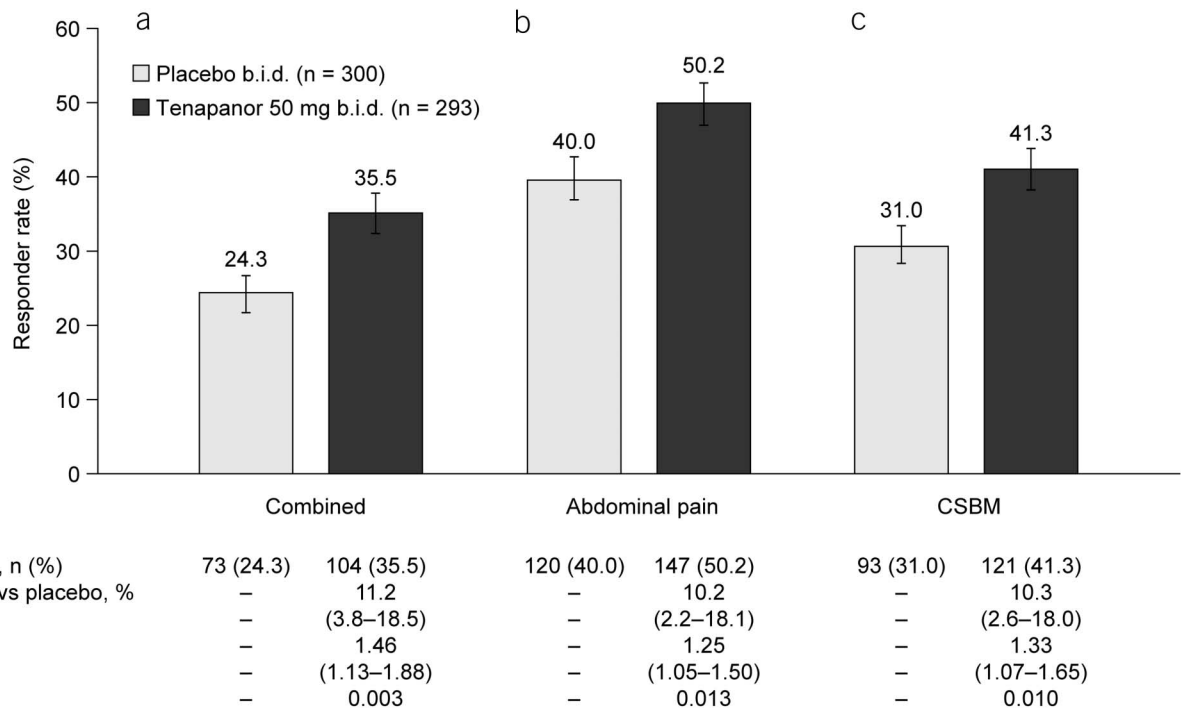 a b c
60
Placebo b.i.d. (n = 300)
Tenapanor 50 mg b.i.d. (n = 293)
50
40
30
20
10
0
Responder rate (%)
24.3
35.5
40.0
50.2
31.0
41.3
Combined Abdominal pain CSBM
, n (%) 73 (24.3) 104 (35.5) 120 (40.0) 147 (50.2) 93 (31.0) 121 (41.3)
vs placebo, % – 11.2 – 10.2 – 10.3
– (3.8–18.5) – (2.2–18.1) – (2.6–18.0)
– 1.46 – 1.25 – 1.33
– (1.13–1.88) – (1.05–1.50) – (1.07–1.65)
– 0.003 – 0.013 – 0.010